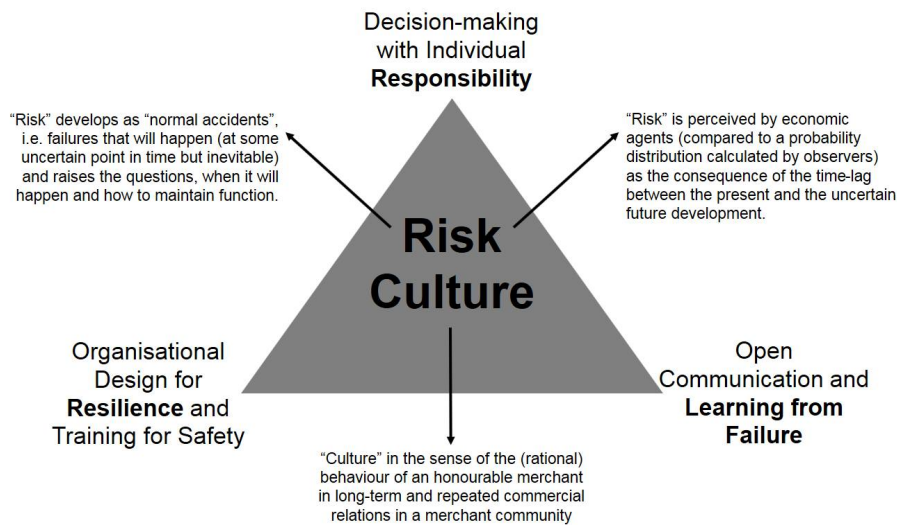 Decision-making
with Individual
Responsibility
“Risk” develops as “normal accidents”,
i.e. failures that will happen (at some
uncertain point in time but inevitable)
and raises the questions, when it will
happen and how to maintain function.
“Risk” is perceived by economic
agents (compared to a probability
distribution calculated by observers)
as the consequence of the time-lag
between the present and the uncertain
future development.
Risk
Culture
Organisational
Design for
Resilience and
Training for Safety
Open
Communication and
Learning from
Failure
“Culture” in the sense of the (rational)
behaviour of an honourable merchant
in long-term and repeated commercial
relations in a merchant community